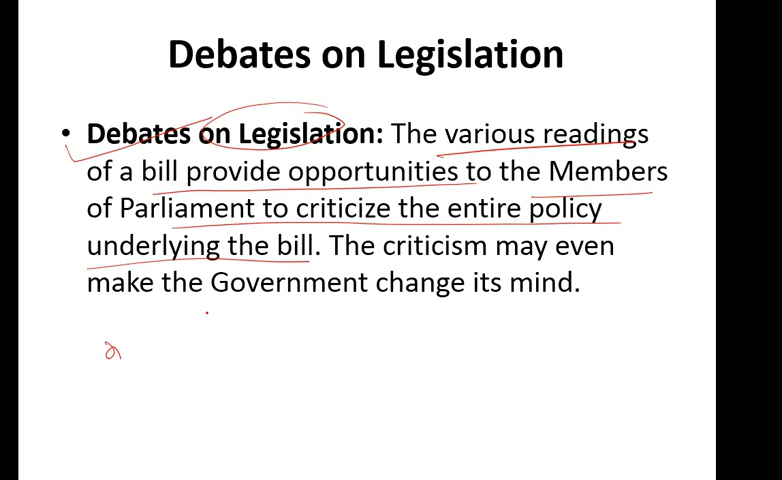 Debates on Legislation
• Debates on Legislation: The various readings
of a bill provide opportunities to the Members
of Parliament to criticize the entire policy
underlying the bill. The criticism may even
make the Government change its mind.